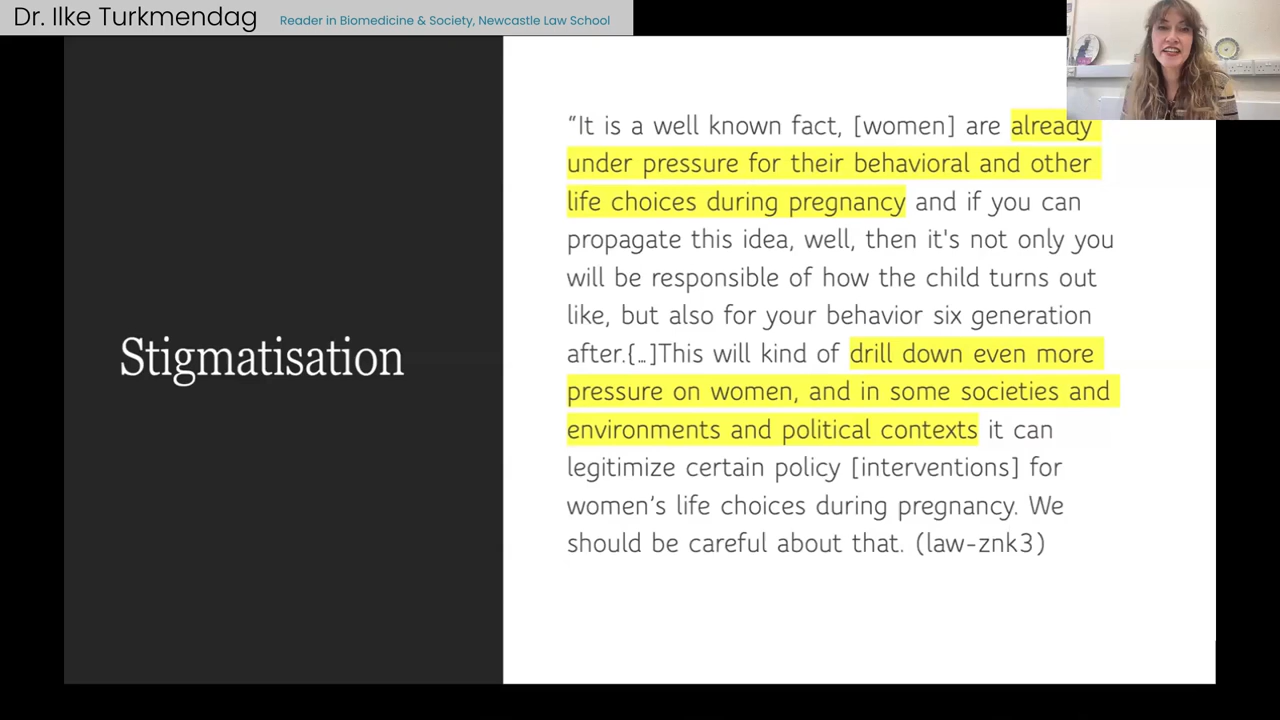 Dr. Ilke Turkmendag Reader in Biomedicine & Society, Newcastle Law School
Stigmatisation
“It is a well known fact, [women] are already
under pressure for their behavioral and other
life choices during pregnancy and if you can
propagate this idea, well, then it's not only you
will be responsible of how the child turns out
like, but also for your behavior six generation
after.{…]This will kind of drill down even more
pressure on women, and in some societies and
environments and political contexts it can
legitimize certain policy [interventions] for
women’s life choices during pregnancy. We
should be careful about that. (law-znk3)